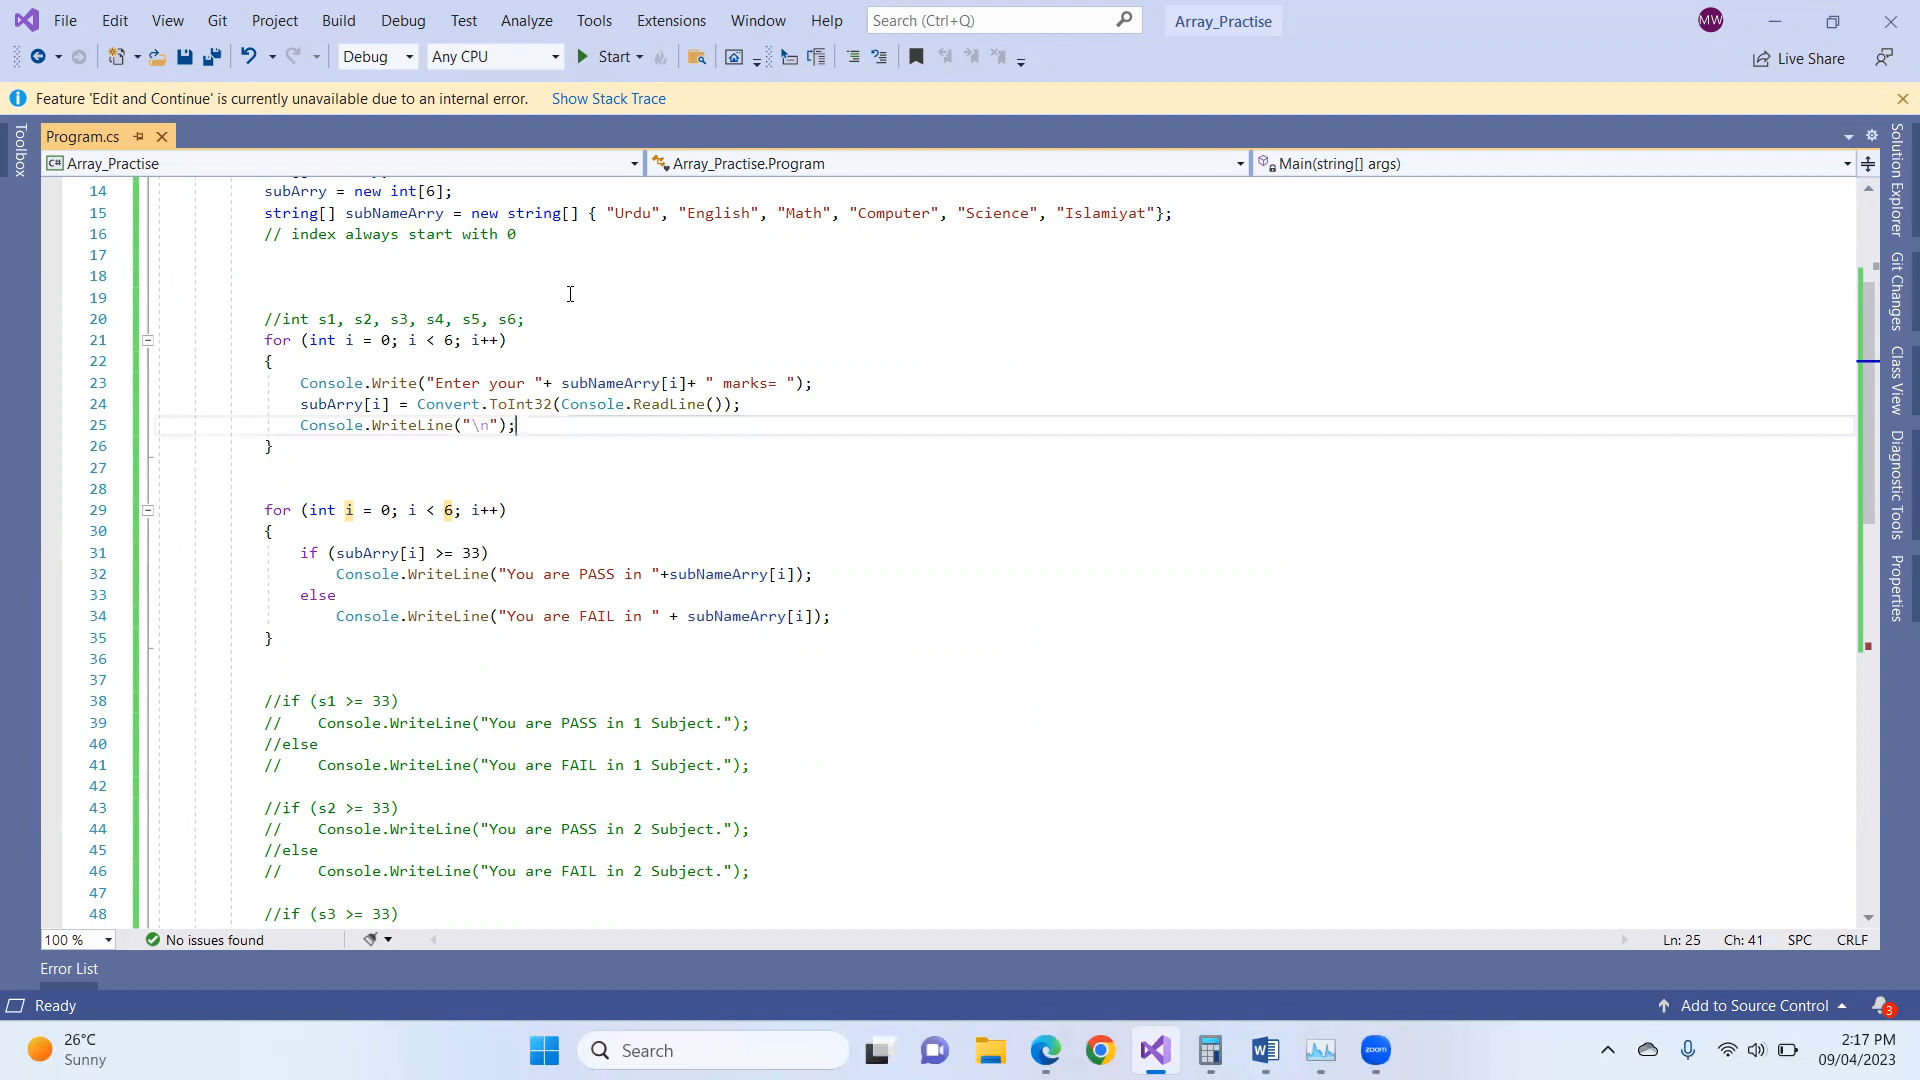 File Edit View Git Project Build Debug Test Analyze Tools Extensions Window Help Search (Ctrl+Q) Array_Practise MW
Debug Any CPU Start Live Share
Feature 'Edit and Continue' is currently unavailable due to an internal error. Show Stack Trace
Program.cs
C# Array_Practise Array_Practise.Program Main(string[] args)
14 subArry = new int[6];
15 string[] subNameArry = new string[] { "Urdu", "English", "Math", "Computer", "Science", "Islamiyat"};
16 // index always start with 0
17
18
19
20 //int s1, s2, s3, s4, s5, s6;
21 for (int i = 0; i < 6; i++)
22 {
23 Console.Write("Enter your "+ subNameArry[i]+ " marks= ");
24 subArry[i] = Convert.ToInt32(Console.ReadLine());
25 Console.WriteLine("\n");
26 }
27
28
29 for (int i = 0; i < 6; i++)
30 {
31 if (subArry[i] >= 33)
32 Console.WriteLine("You are PASS in "+subNameArry[i]);
33 else
34 Console.WriteLine("You are FAIL in " + subNameArry[i]);
35 }
36
37
38 //if (s1 >= 33)
39 // Console.WriteLine("You are PASS in 1 Subject.");
40 //else
41 // Console.WriteLine("You are FAIL in 1 Subject.");
42
43 //if (s2 >= 33)
44 // Console.WriteLine("You are PASS in 2 Subject.");
45 //else
46 // Console.WriteLine("You are FAIL in 2 Subject.");
47
48 //if (s3 >= 33)
Toolbox
Solution Explorer
Git Changes
Class View
Diagnostic Tools
Properties
100 % No issues found Ln: 25 Ch: 41 SPC CRLF
Error List
Ready Add to Source Control 3
26°C
Sunny
Search
zoom
2:17 PM
09/04/2023